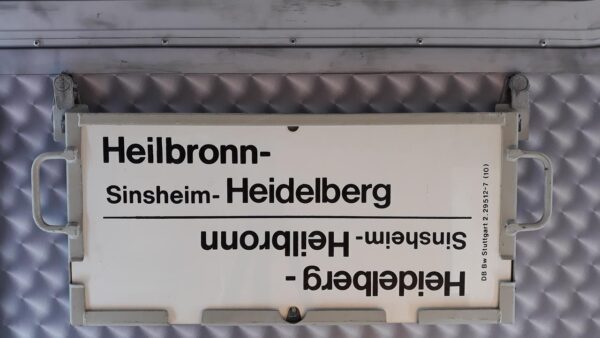 Heilbronn-
Sinsheim- Heidelberg
Heidelberg -
Sinsheim - Heilbronn
DB Bw Stuttgart 2.29512-7 (10)